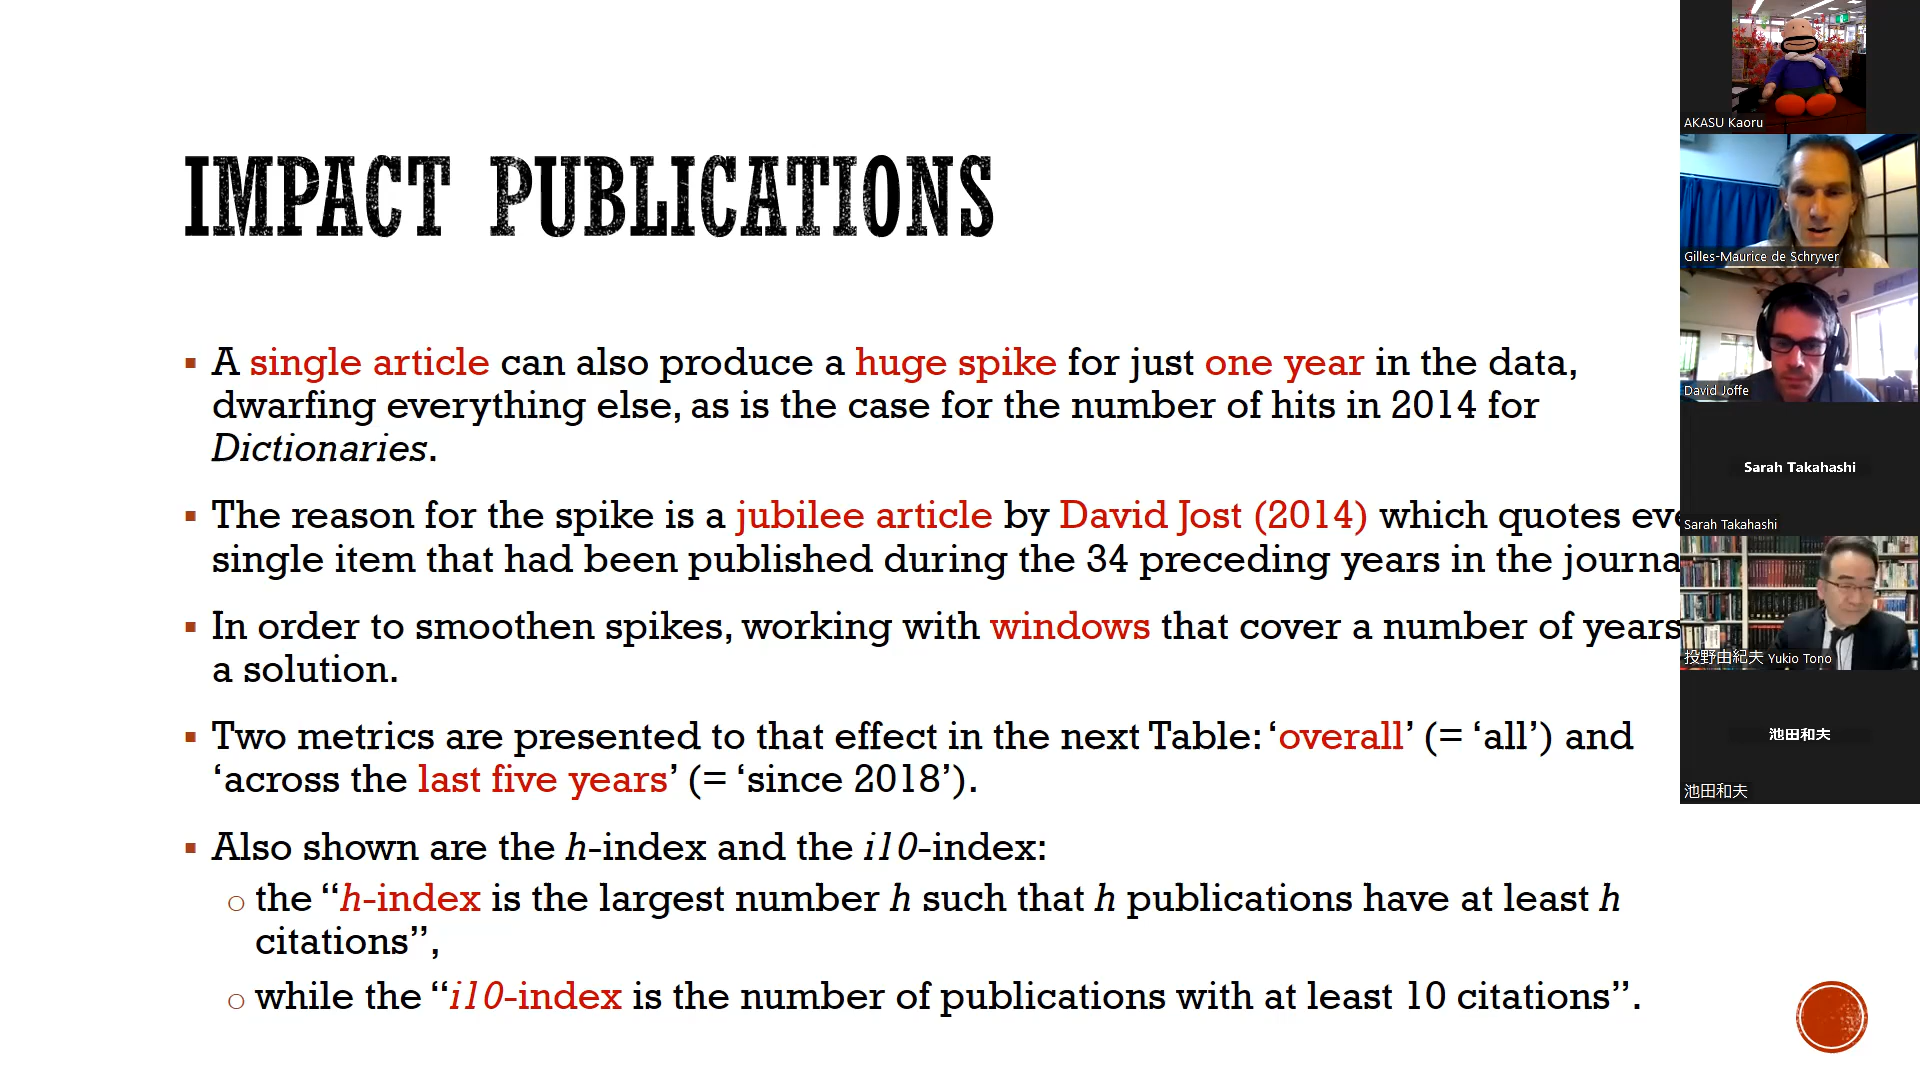 IMPACT PUBLICATIONS
▪ A single article can also produce a huge spike for just one year in the data,
dwarfing everything else, as is the case for the number of hits in 2014 for
Dictionaries.
▪ The reason for the spike is a jubilee article by David Jost (2014) which quotes
single item that had been published during the 34 preceding years in the
▪ In order to smoothen spikes, working with windows that cover a number of years
a solution.
▪ Two metrics are presented to that effect in the next Table: ‘overall’ (= ‘all’) and
‘across the last five years’ (= ‘since 2018’).
▪ Also shown are the h-index and the i10-index:
○ the “h-index is the largest number h such that h publications have at least h
citations”,
○ while the “i10-index is the number of publications with at least 10 citations”.
AKASU Kaoru
Gilles-Maurice de Schryver
David Joffe
Sarah Takahashi
Sarah Takahashi
投野由紀夫 Yukio Tono
池田和夫
池田和夫